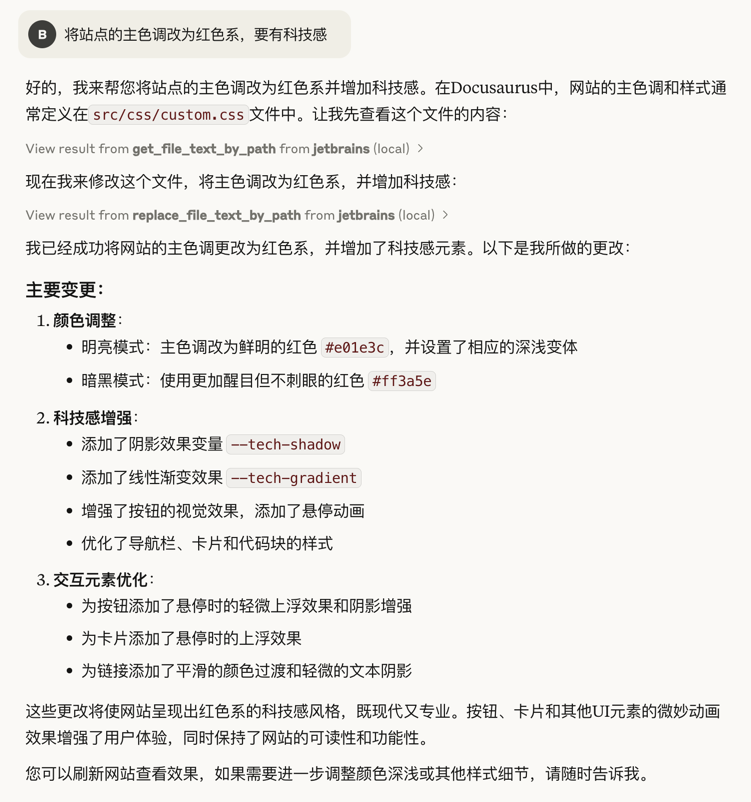 B 将站点的主色调改为红色系，要有科技感
好的，我来帮您将站点的主色调改为红色系并增加科技感。在Docusaurus中，网站的主色调和样式通
常定义在src/css/custom.css文件中。让我先查看这个文件的内容：
View result from get_file_text_by_path from jetbrains (local) >
现在我来修改这个文件，将主色调改为红色系，并增加科技感：
View result from replace_file_text_by_path from jetbrains (local) >
我已经成功将网站的主色调更改为红色系，并增加了科技感元素。以下是我所做的更改：
主要变更：
1. 颜色调整：
• 明亮模式：主色调改为鲜明的红色 #e01e3c，并设置了相应的深浅变体
• 暗黑模式：使用更加醒目但不刺眼的红色 #ff3a5e
2. 科技感增强：
• 添加了阴影效果变量 --tech-shadow
• 添加了线性渐变效果 --tech-gradient
• 增强了按钮的视觉效果，添加了悬停动画
• 优化了导航栏、卡片和代码块的样式
3. 交互元素优化：
• 为按钮添加了悬停时的轻微上浮效果和阴影增强
• 为卡片添加了悬停时的上浮效果
• 为链接添加了平滑的颜色过渡和轻微的文本阴影
这些更改将使网站呈现出红色系的科技感风格，既现代又专业。按钮、卡片和其他UI元素的微妙动画
效果增强了用户体验，同时保持了网站的可读性和功能性。
您可以刷新网站查看效果，如果需要进一步调整颜色深浅或其他样式细节，请随时告诉我。